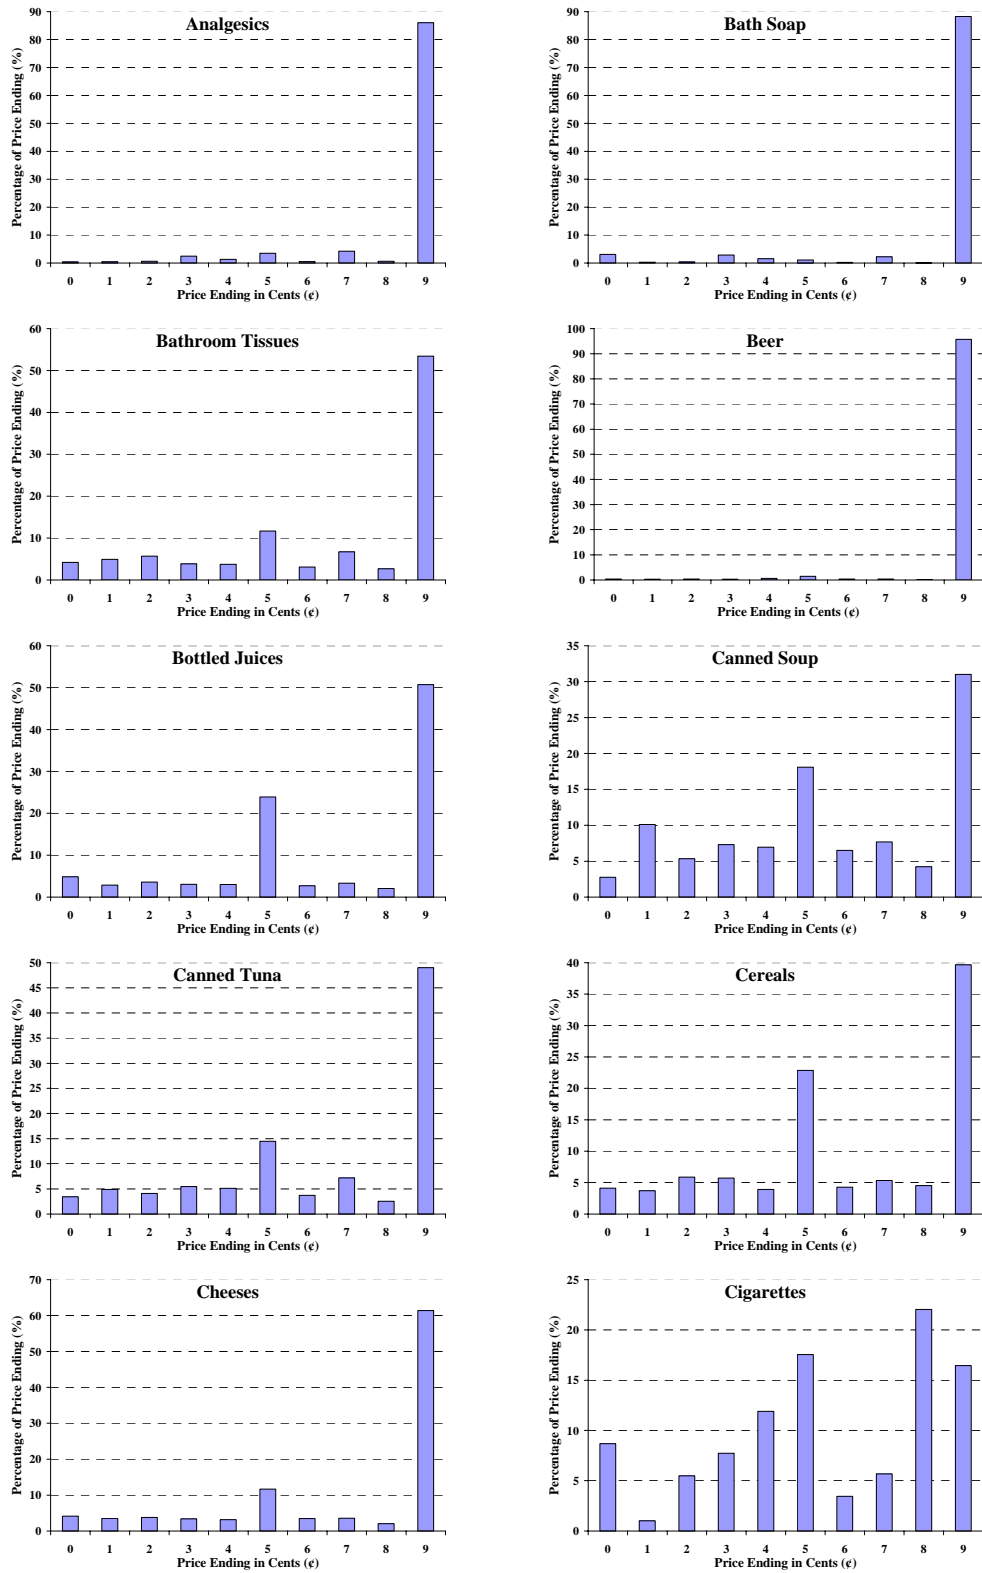 Analgesics
Percentage of Price Ending (%)
90
80
70
60
50
40
30
20
10
0
0 1 2 3 4 5 6 7 8 9
Price Ending in Cents (¢)
Bath Soap
Percentage of Price Ending (%)
90
80
70
60
50
40
30
20
10
0
0 1 2 3 4 5 6 7 8 9
Price Ending in Cents (¢)
Bathroom Tissues
Percentage of Price Ending (%)
60
50
40
30
20
10
0
0 1 2 3 4 5 6 7 8 9
Price Ending in Cents (¢)
Beer
Percentage of Price Ending (%)
100
90
80
70
60
50
40
30
20
10
0
0 1 2 3 4 5 6 7 8 9
Price Ending in Cents (¢)
Bottled Juices
Percentage of Price Ending (%)
60
50
40
30
20
10
0
0 1 2 3 4 5 6 7 8 9
Price Ending in Cents (¢)
Canned Soup
Percentage of Price Ending (%)
35
30
25
20
15
10
5
0
0 1 2 3 4 5 6 7 8 9
Price Ending in Cents (¢)
Canned Tuna
Percentage of Price Ending (%)
50
45
40
35
30
25
20
15
10
5
0
0 1 2 3 4 5 6 7 8 9
Price Ending in Cents (¢)
Cereals
Percentage of Price Ending (%)
40
35
30
25
20
15
10
5
0
0 1 2 3 4 5 6 7 8 9
Price Ending in Cents (¢)
Cheeses
Percentage of Price Ending (%)
70
60
50
40
30
20
10
0
0 1 2 3 4 5 6 7 8 9
Price Ending in Cents (¢)
Cigarettes
Percentage of Price Ending (%)
25
20
15
10
5
0
0 1 2 3 4 5 6 7 8 9
Price Ending in Cents (¢)